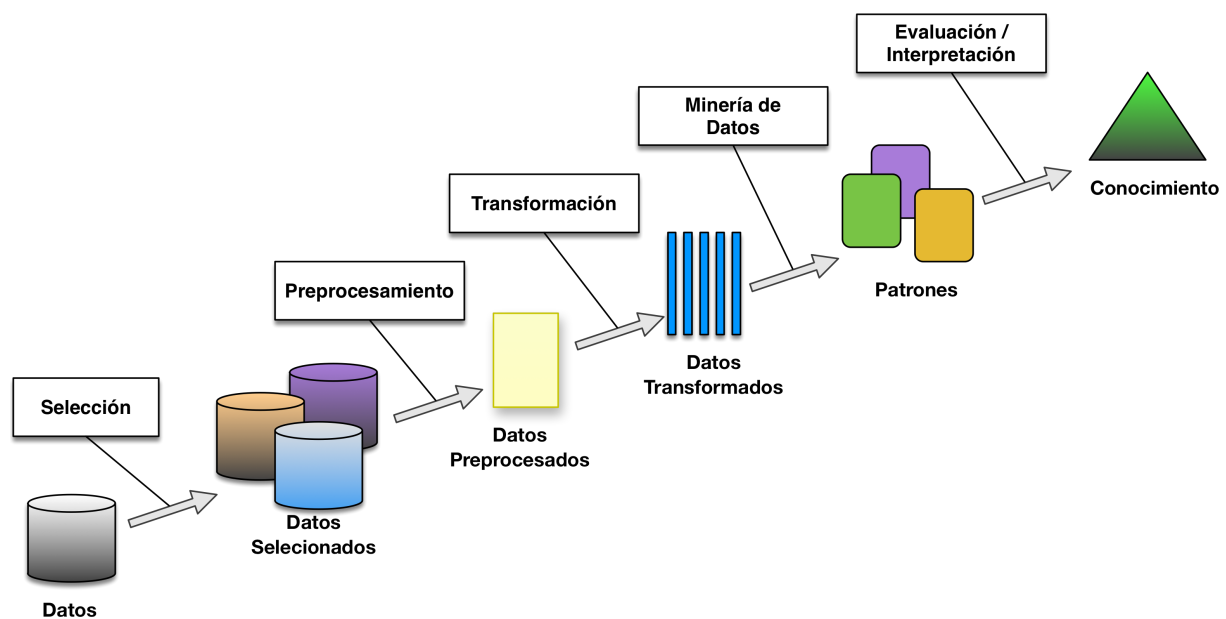 Evaluación /
Interpretación
Minería de
Datos
Conocimiento
Transformación
Patrones
Preprocesamiento
Datos
Transformados
Selección
Datos
Preprocesados
Datos
Selecionados
Datos